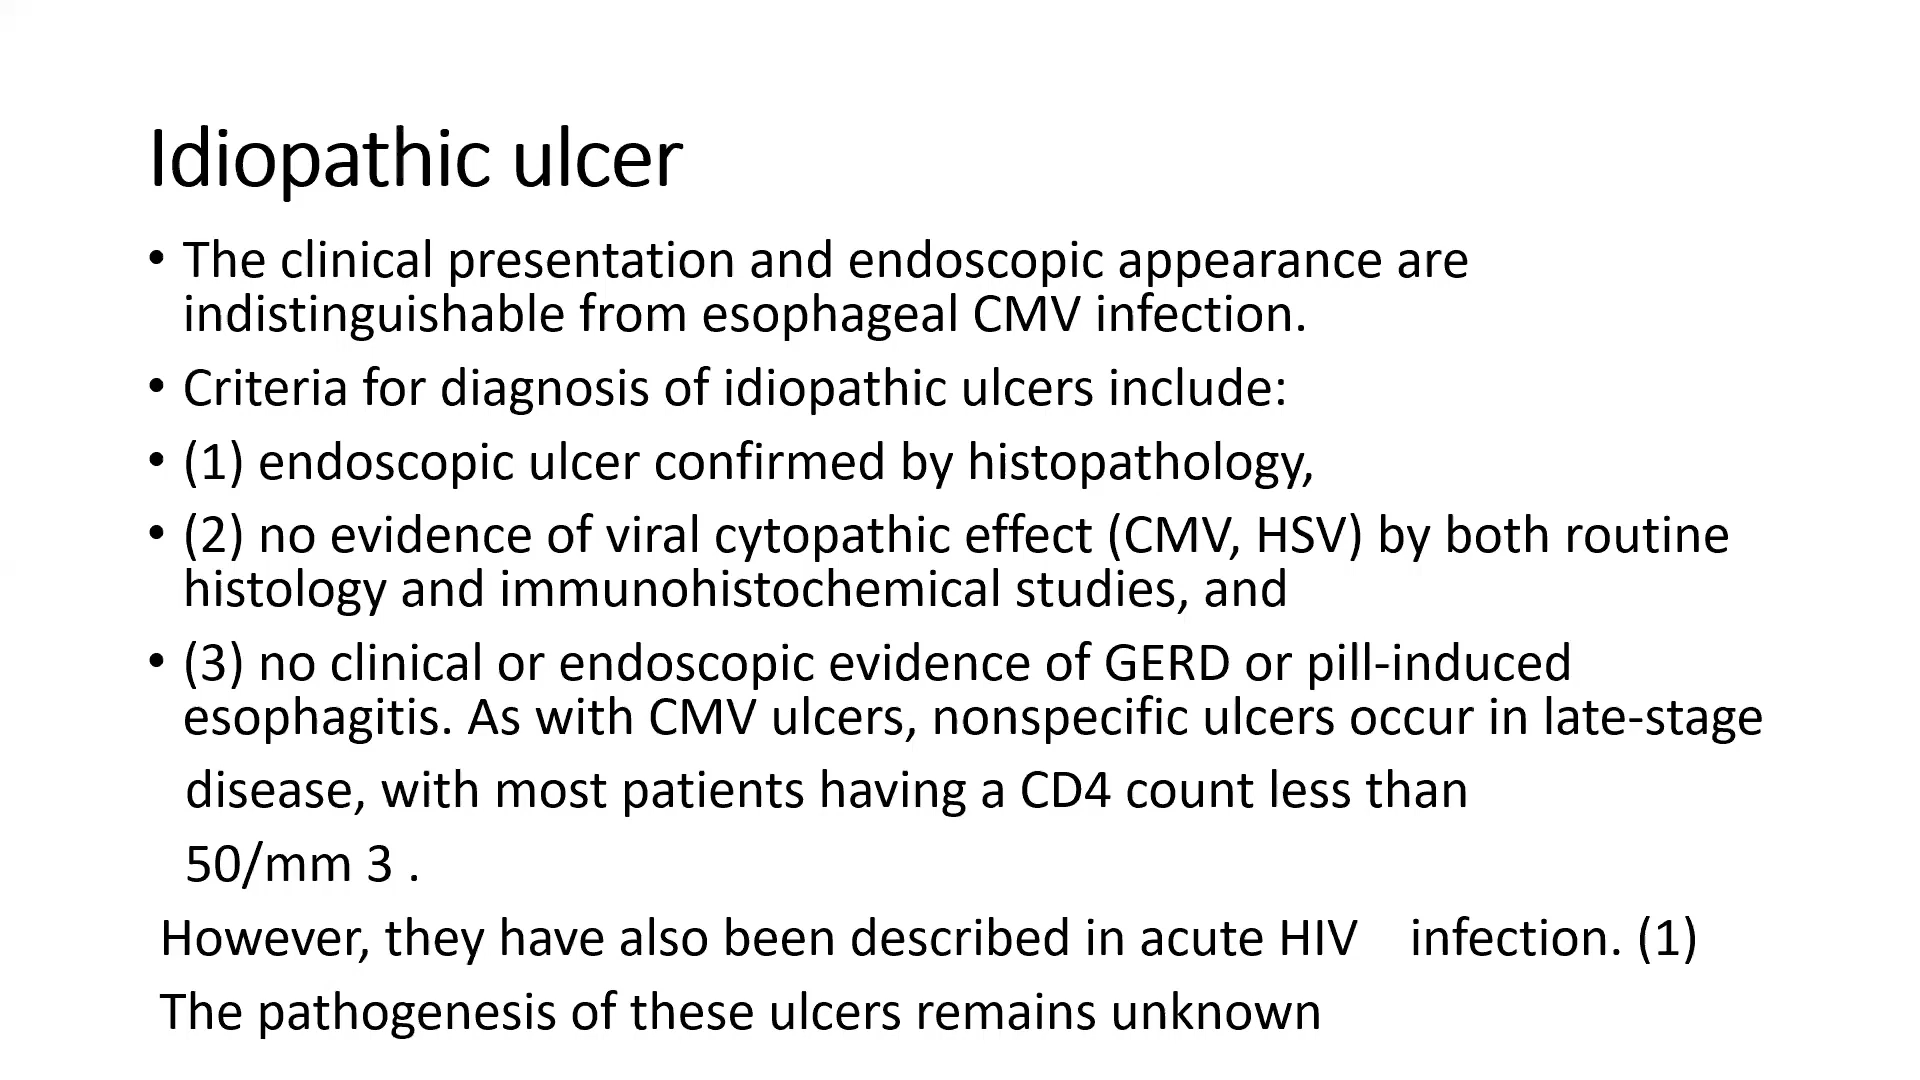 Idiopathic ulcer
• The clinical presentation and endoscopic appearance are
indistinguishable from esophageal CMV infection.
• Criteria for diagnosis of idiopathic ulcers include:
• (1) endoscopic ulcer confirmed by histopathology,
• (2) no evidence of viral cytopathic effect (CMV, HSV) by both routine
histology and immunohistochemical studies, and
• (3) no clinical or endoscopic evidence of GERD or pill-induced
esophagitis. As with CMV ulcers, nonspecific ulcers occur in late-stage
disease, with most patients having a CD4 count less than
50/mm 3 .
However, they have also been described in acute HIV    infection. (1)
The pathogenesis of these ulcers remains unknown